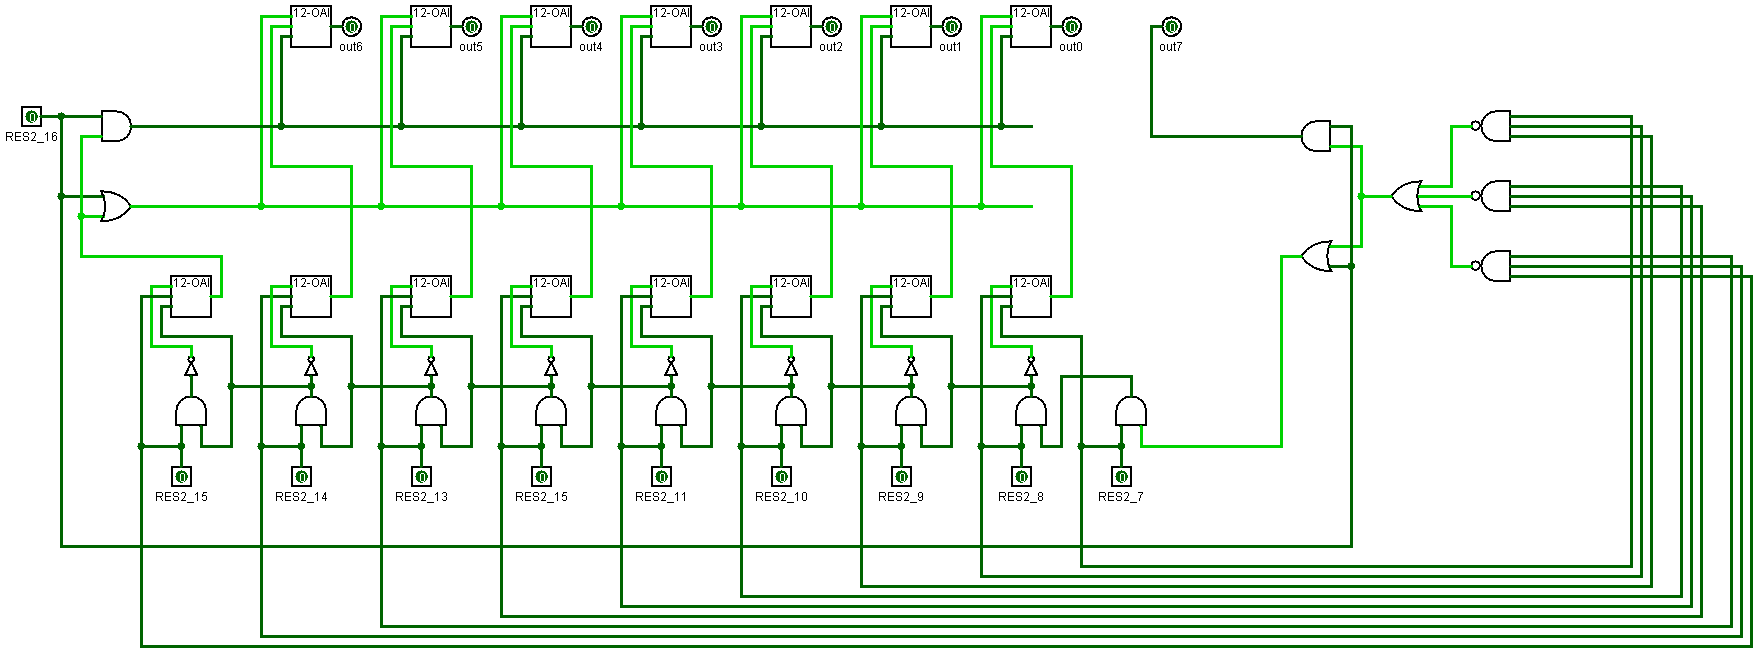 12-OAI 12-OAI 12-OAI 12-OAI 12-OAI 12-OAI 12-OAI
0 0 0 0 0 0 0 0
out6 out5 out4 out3 out2 out1 out0 out7
0
RES2_16
12-OAI 12-OAI 12-OAI 12-OAI 12-OAI 12-OAI 12-OAI 12-OAI
0 0 0 0 0 0 0 0 0
RES2_15 RES2_14 RES2_13 RES2_15 RES2_11 RES2_10 RES2_9 RES2_8 RES2_7